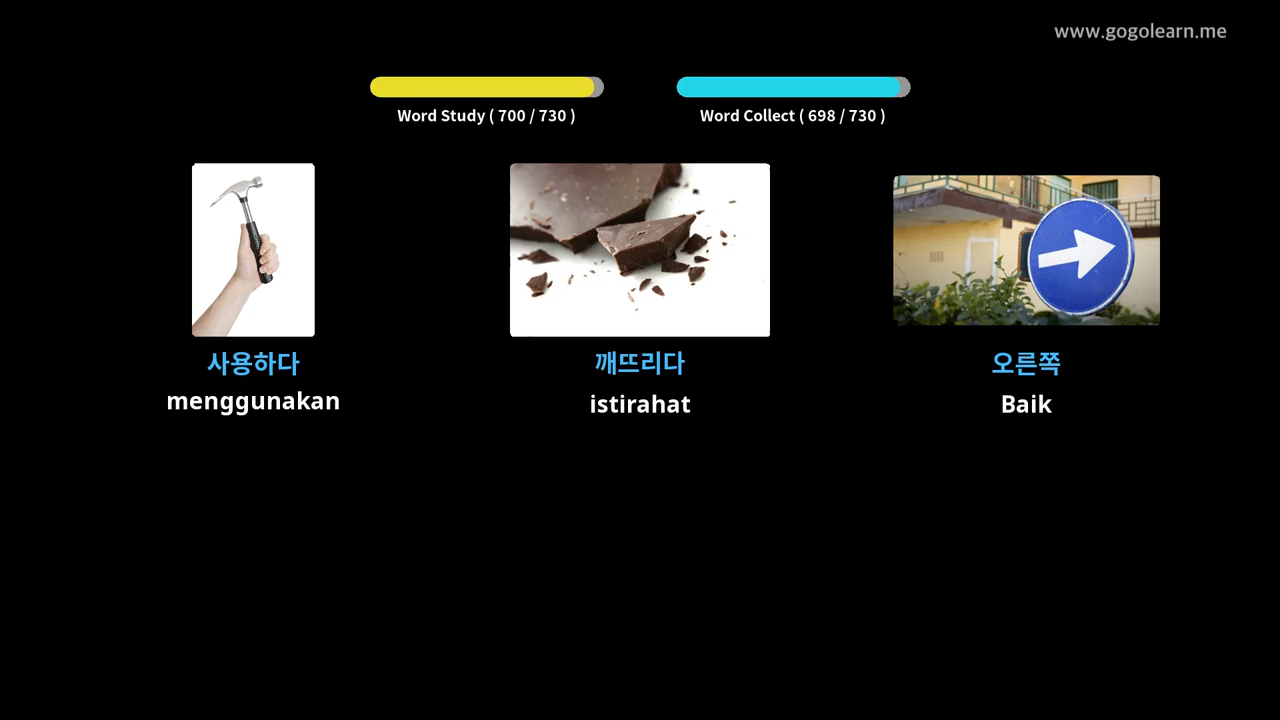 www.gogolearn.me
Word Study ( 700 / 730 )
Word Collect ( 698 / 730 )
사용하다
깨뜨리다
오른쪽
menggunakan
istirahat
Baik